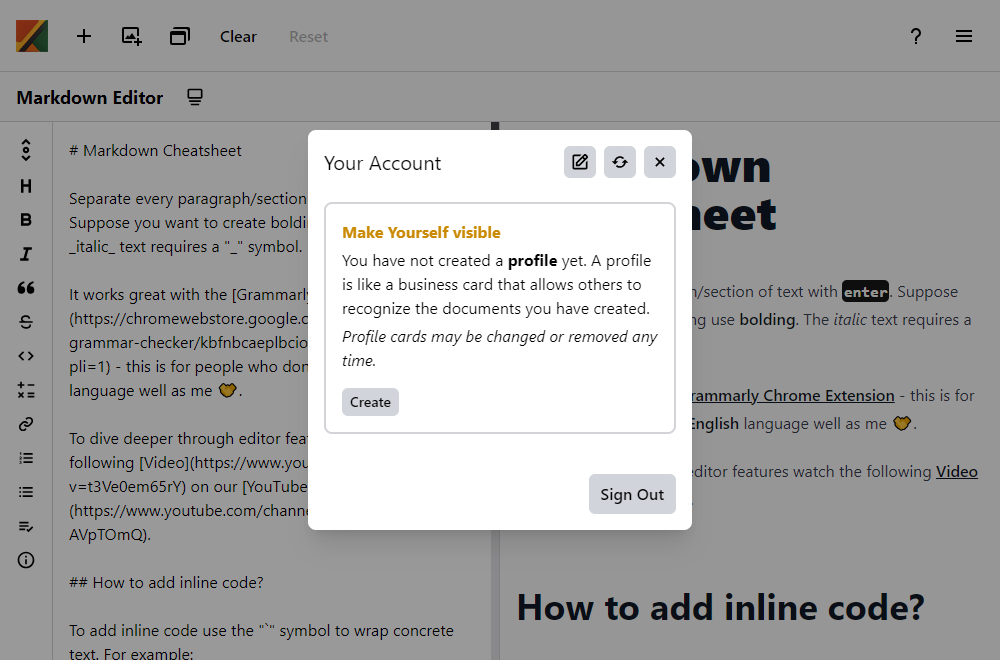 Clear Reset
?
Markdown Editor
# Markdown Cheatsheet
Separate every paragraph/section
Suppose you want to create
_italic_ text requires a "_" symbol.
It works great with the [Grammarly
(https://chromewebstore.google.c
grammar-checker/kbfnbcaeplbcio
pli=1) - this is for people who
language well as me
To dive deeper through editor
following [Video](https://www.you
v=t3Ve0em65rY) on our [YouTube
(https://www.youtube.com/chann
AVpTOmQ).
## How to add inline code?
To add inline code use the "`" symbol to wrap concrete
text. For example:
H
B
I
S
Your Account
Make Yourself visible
You have not created a profile yet. A profile
is like a business card that allows others to
recognize the documents you have created.
Profile cards may be changed or removed any
time.
Create
Sign Out
own
eet
/section of text with enter. Suppose
ng use bolding. The italic text requires a
rammarly Chrome Extension - this is for
English language well as me
editor features watch the following Video
How to add inline code?